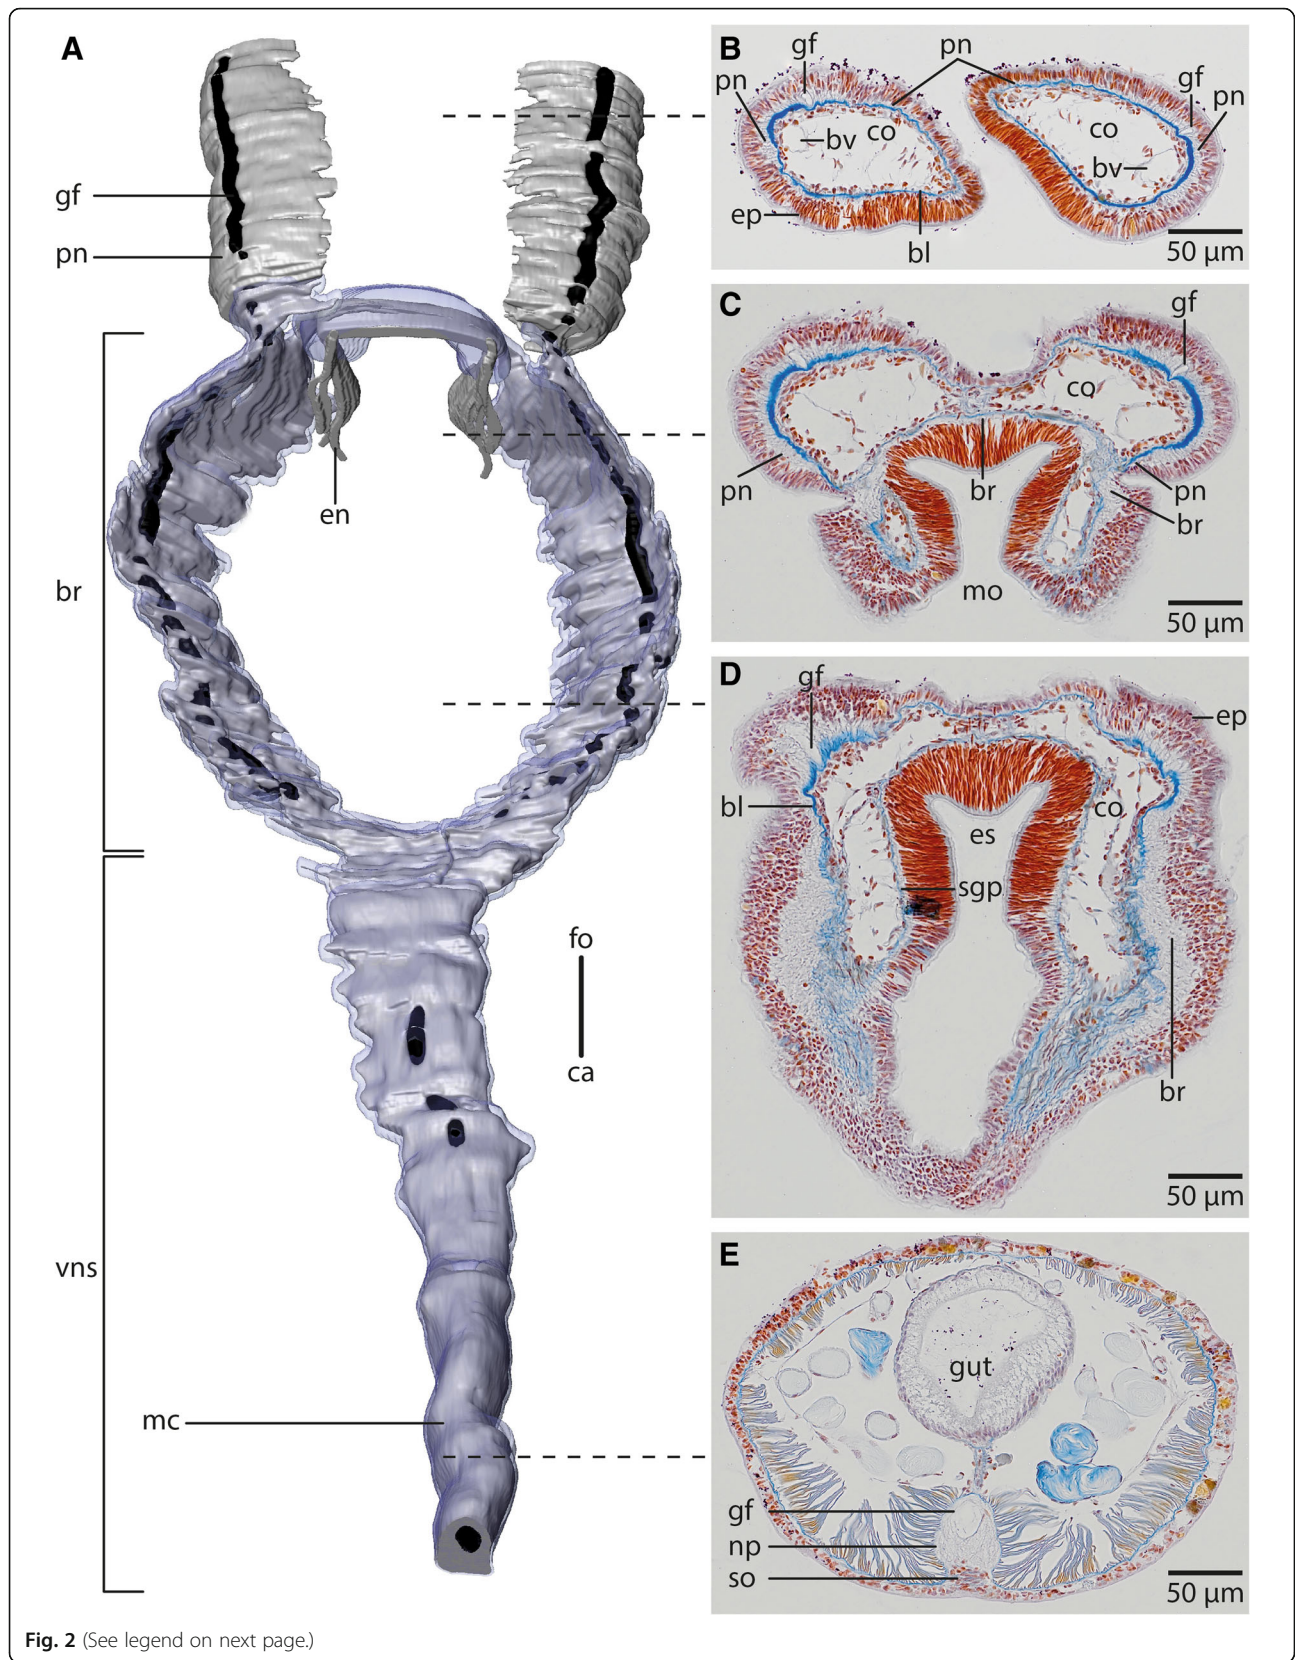 A
gf
pn
en
br
fo
ca
vns
mc
B
gf
pn
pn
gf
pn
co
bv
co
bv
ep
bl
50 µm
C
gf
co
pn
br
pn
br
mo
50 µm
D
gf
ep
bl
co
es
sgp
br
50 µm
E
gut
gf
np
so
50 µm
Fig. 2 (See legend on next page.)